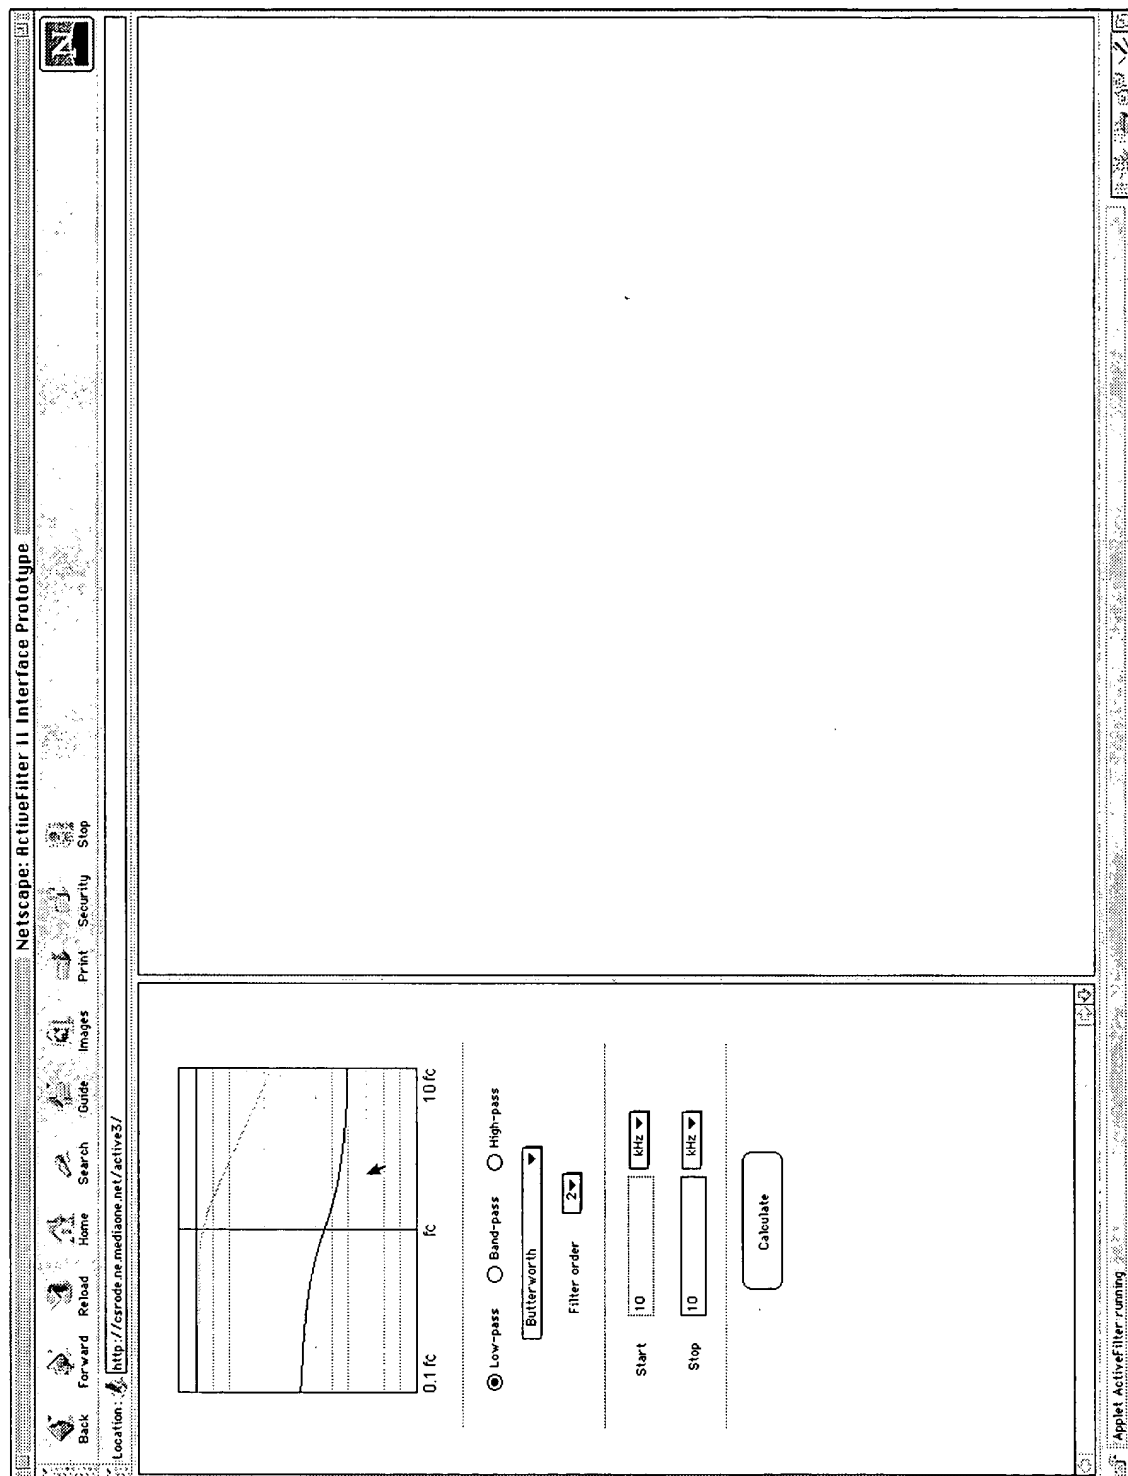 Netscape: ActiveFilter II Interface Prototype
Back Forward Reload Home Search Guide Images Print Security Stop
N
Location: http://csrode.ne.mediaone.net/active3/
0.1 fc fc 10 fc
Low-pass Band-pass High-pass
Butterworth
Filter order 2
Start 10 kHz
Stop 10 kHz
Calculate
Applet ActiveFilter running